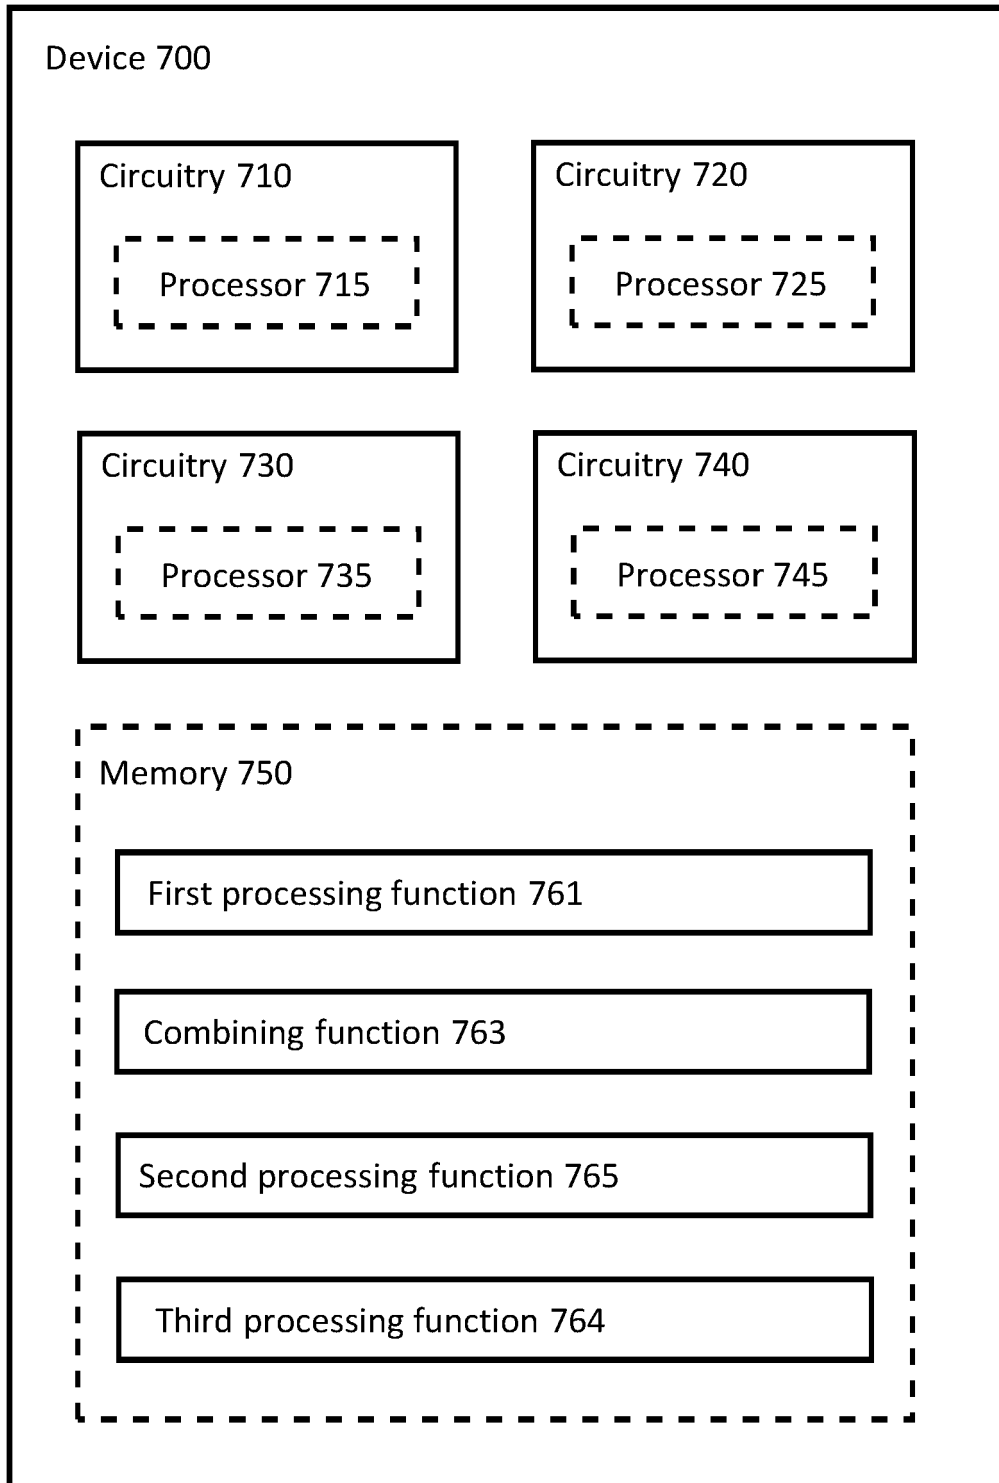 Device 700
Circuitry 710
Circuitry 720
Processor 715
Processor 725
Circuitry 730
Circuitry 740
Processor 735
Processor 745
Memory 750
First processing function 761
Combining function 763
Second processing function 765
Third processing function 764